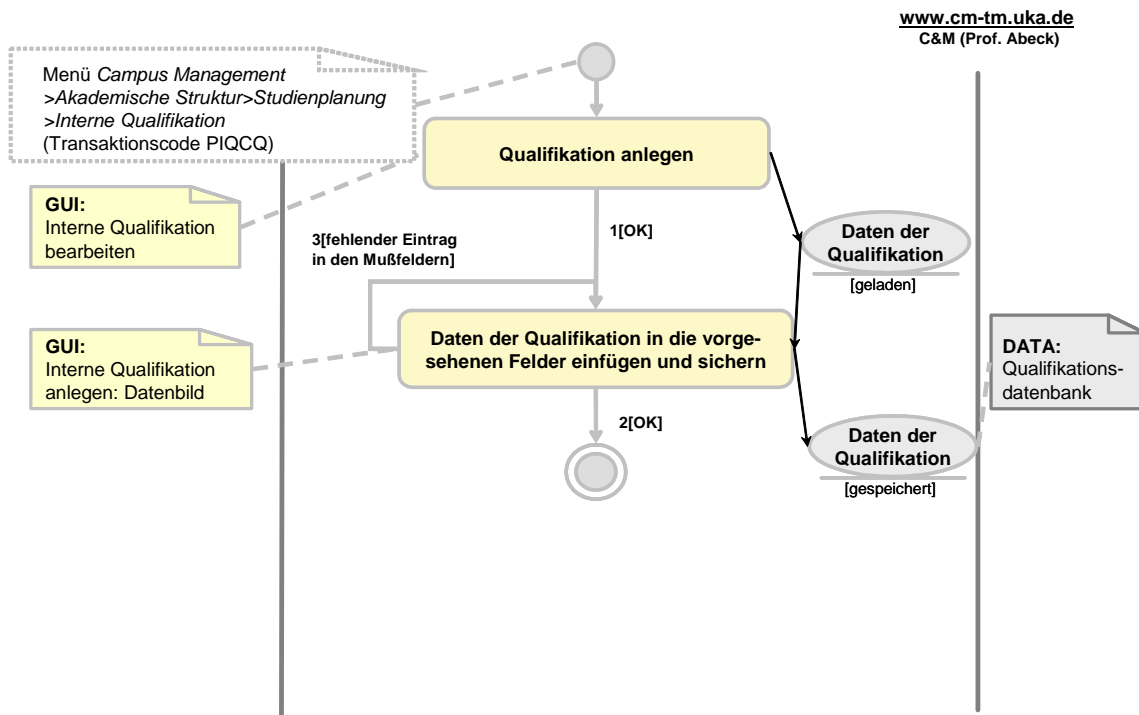 www.cm-tm.uka.de
C&M (Prof. Abeck)
Menü Campus Management
>Akademische Struktur>Studienplanung
>Interne Qualifikation
(Transaktionscode PIQCQ)
Qualifikation anlegen
GUI:
Interne Qualifikation
bearbeiten
1[OK]
3[fehlender Eintrag
in den Mußfeldern]
Daten der
Qualifikation
[geladen]
GUI:
Interne Qualifikation
anlegen: Datenbild
Daten der Qualifikation in die vorge-
sehenen Felder einfügen und sichern
DATA:
Qualifikations-
datenbank
2[OK]
Daten der
Qualifikation
[gespeichert]